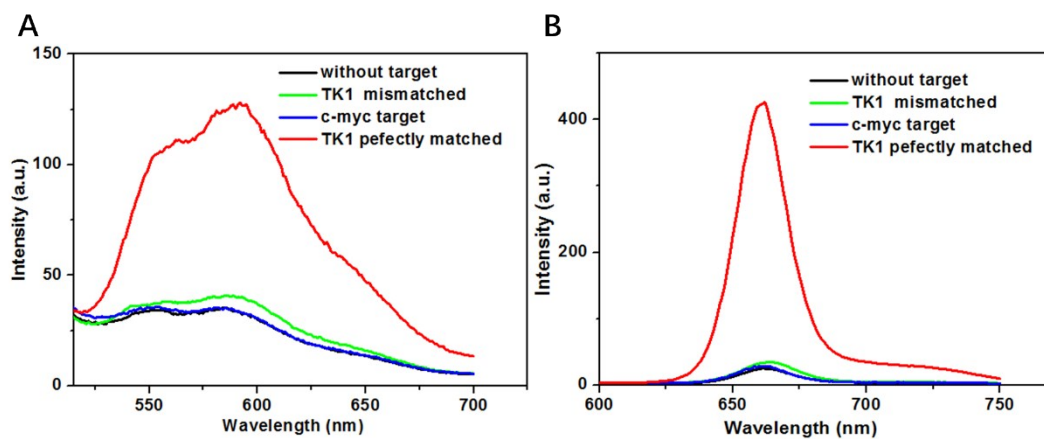 A
150
100
50
0
Intensity (a.u.)
without target
TK1 mismatched
c-myc target
TK1 pefectly matched
550
600
650
700
Wavelength (nm)
B
400
200
0
Intensity (a.u.)
without target
TK1 mismatched
c-myc target
TK1 pefectly matched
600
650
700
750
Wavelength (nm)